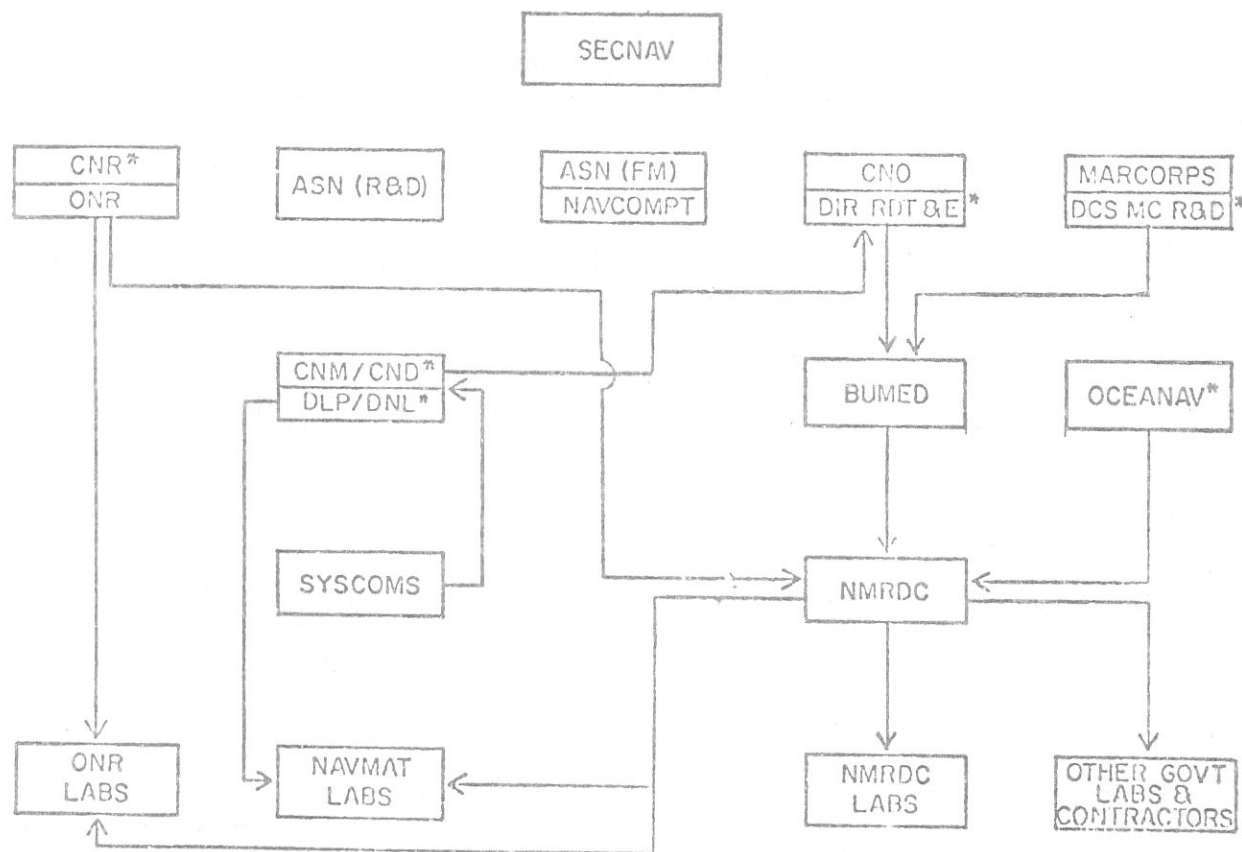 SECNAV
CNR*
ONR
ASN (R&D)
ASN (FM)
NAVCOMPT
CNO
DIR RDT&E*
MARCORPS
DCS MC R&D*
CNM/CND*
DLP/DNL*
BUMED
OCEANAV*
SYSCOMS
NMRDC
ONR
LABS
NAVMAT
LABS
NMRDC
LABS
OTHER GOVT
LABS &
CONTRACTORS